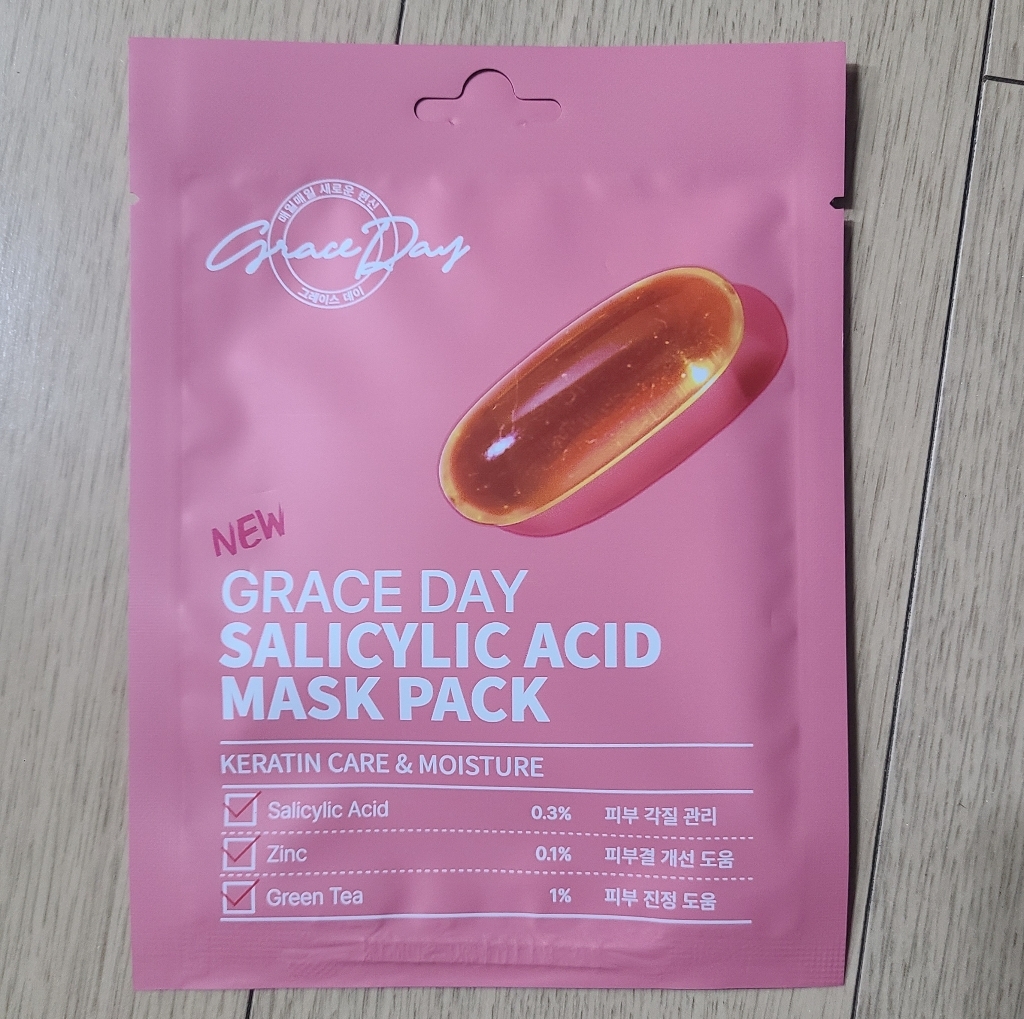 매일매일 새로운 변신
Grace Day
그레이스 데이
NEW
GRACE DAY
SALICYLIC ACID
MASK PACK
KERATIN CARE & MOISTURE
Salicylic Acid 0.3% 피부 각질 관리
Zinc 0.1% 피부결 개선 도움
Green Tea 1% 피부 진정 도움